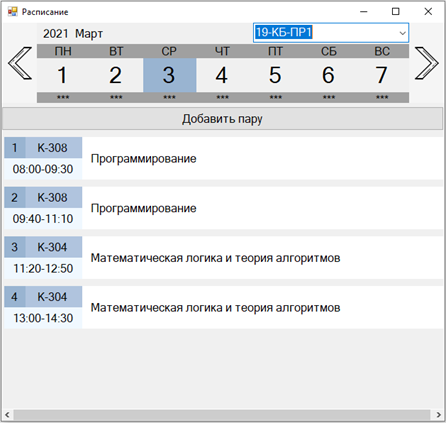 Расписание
2021 Март 19-КБ-ПР1
ПН ВТ СР ЧТ ПТ СБ ВС
1 2 3 4 5 6 7
*** *** *** *** *** *** ***
Добавить пару
1 К-308
Программирование
08:00-09:30
2 К-308
Программирование
09:40-11:10
3 К-304
Математическая логика и теория алгоритмов
11:20-12:50
4 К-304
Математическая логика и теория алгоритмов
13:00-14:30